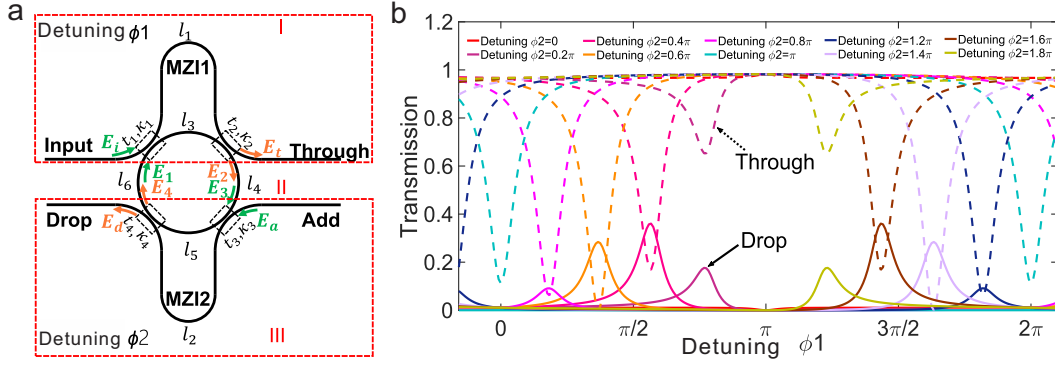 a
Detuning ϕ1
I
l1
MZI1
t1,κ1
l3
t2,κ2
Input
Ei
Et
Through
E1
E2
l6
E4
E3
l4
II
Drop
Ed
t4,κ4
l5
t3,κ3
Ea
Add
MZI2
l2
Detuning ϕ2
III
b
1.2
1
0.8
0.6
0.4
0.2
0
Transmission
Detuning ϕ2=0
Detuning ϕ2=0.4π
Detuning ϕ2=0.8π
Detuning ϕ2=1.2π
Detuning ϕ2=1.6π
Detuning ϕ2=0.2π
Detuning ϕ2=0.6π
Detuning ϕ2=π
Detuning ϕ2=1.4π
Detuning ϕ2=1.8π
Through
Drop
0
π/2
π
3π/2
2π
Detuning ϕ1